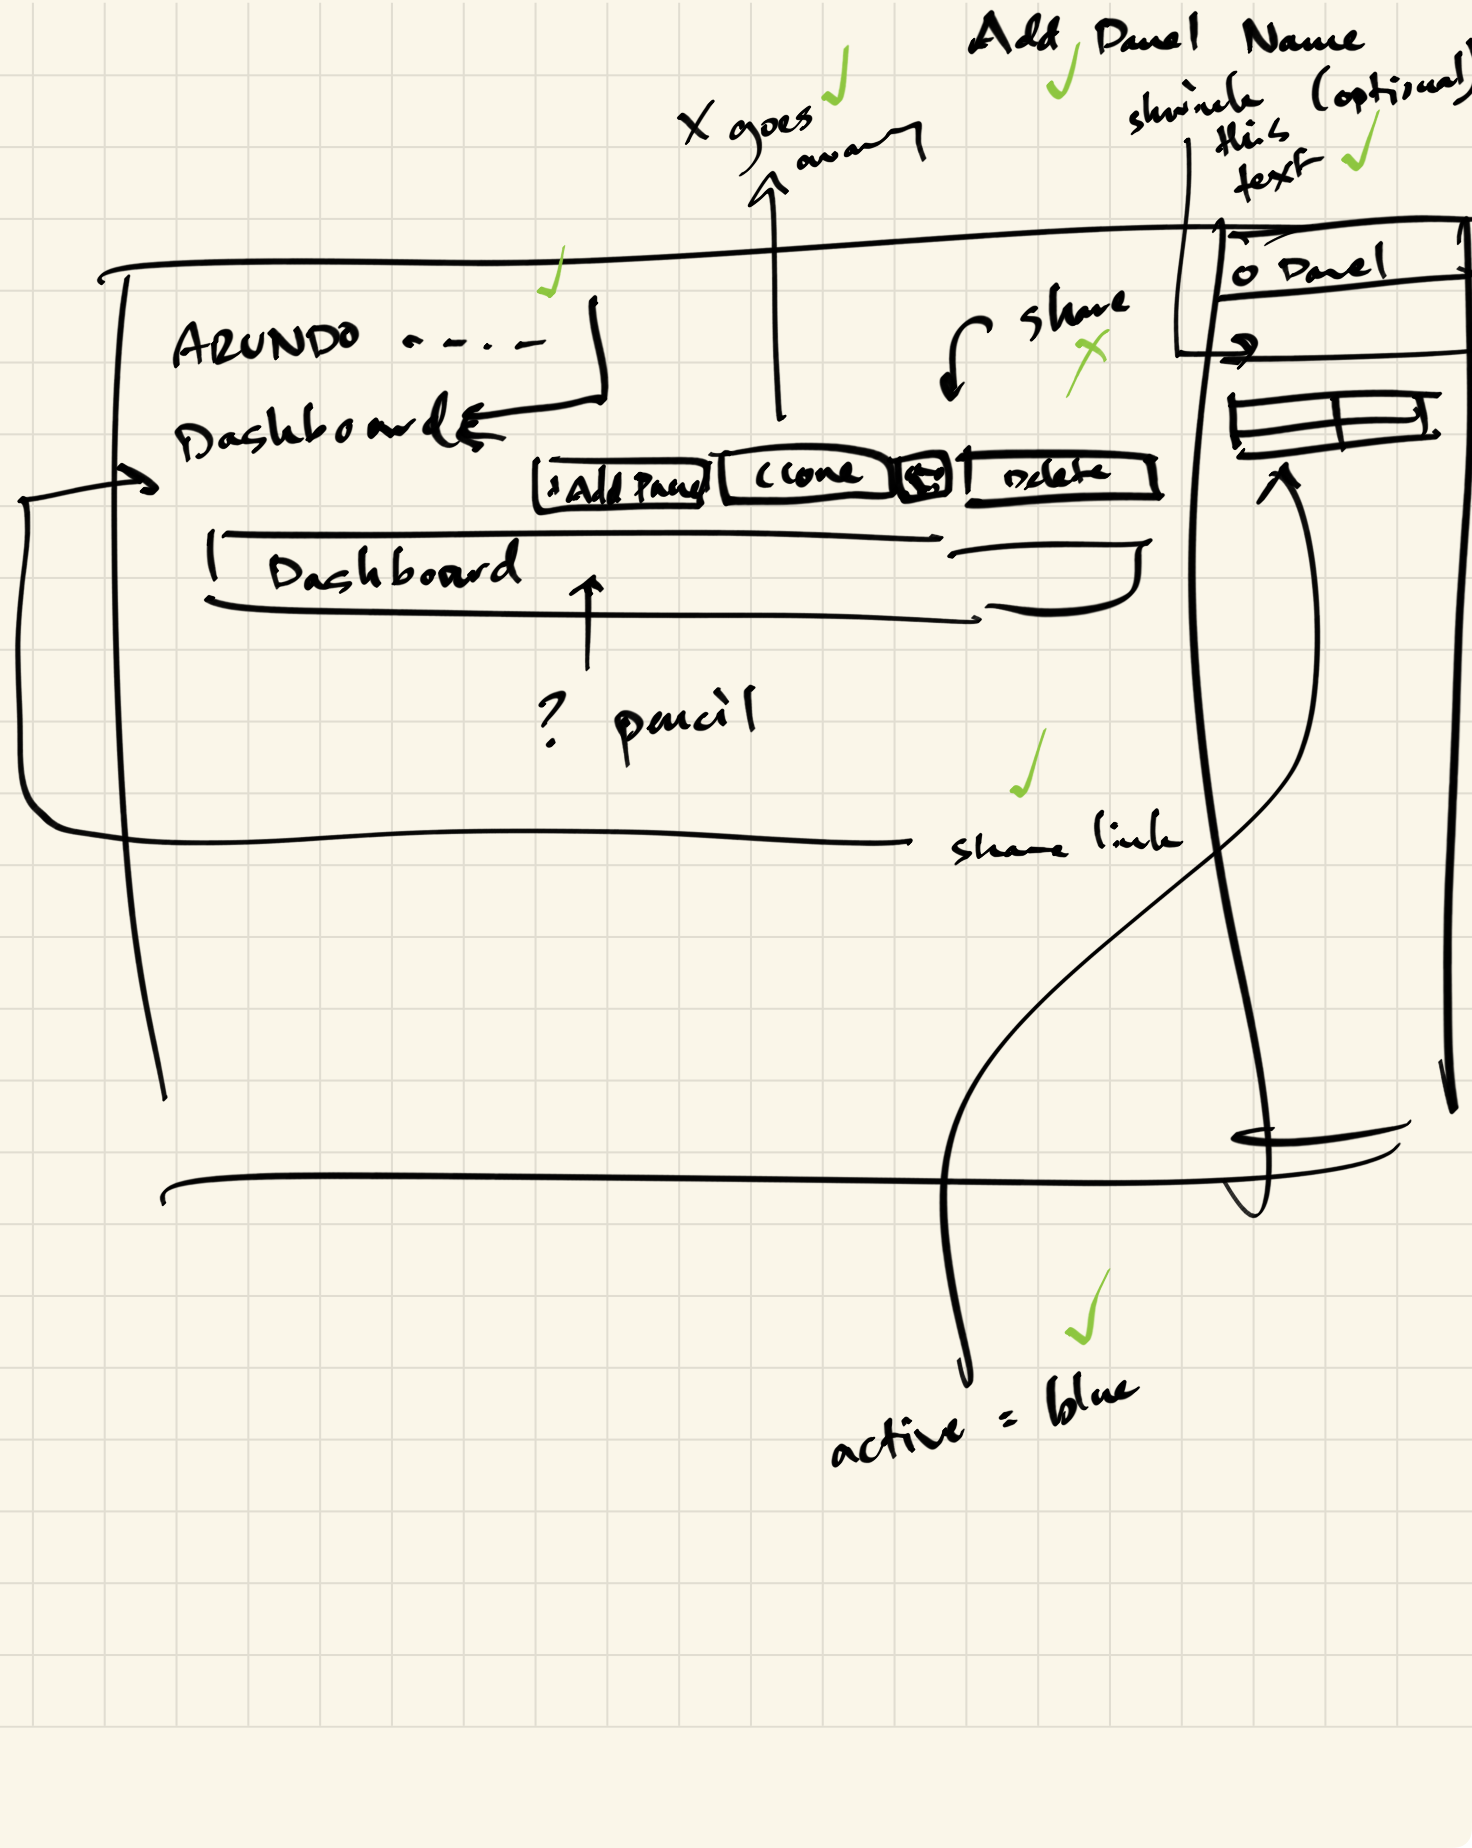 Add Panel Name
(optional)
shrink
this
text
X goes
away
o Panel
share
ARUNDO ----
Dashboard
+ Add Panel
Clone
Delete
Dashboard
? pencil
share link
active = blue